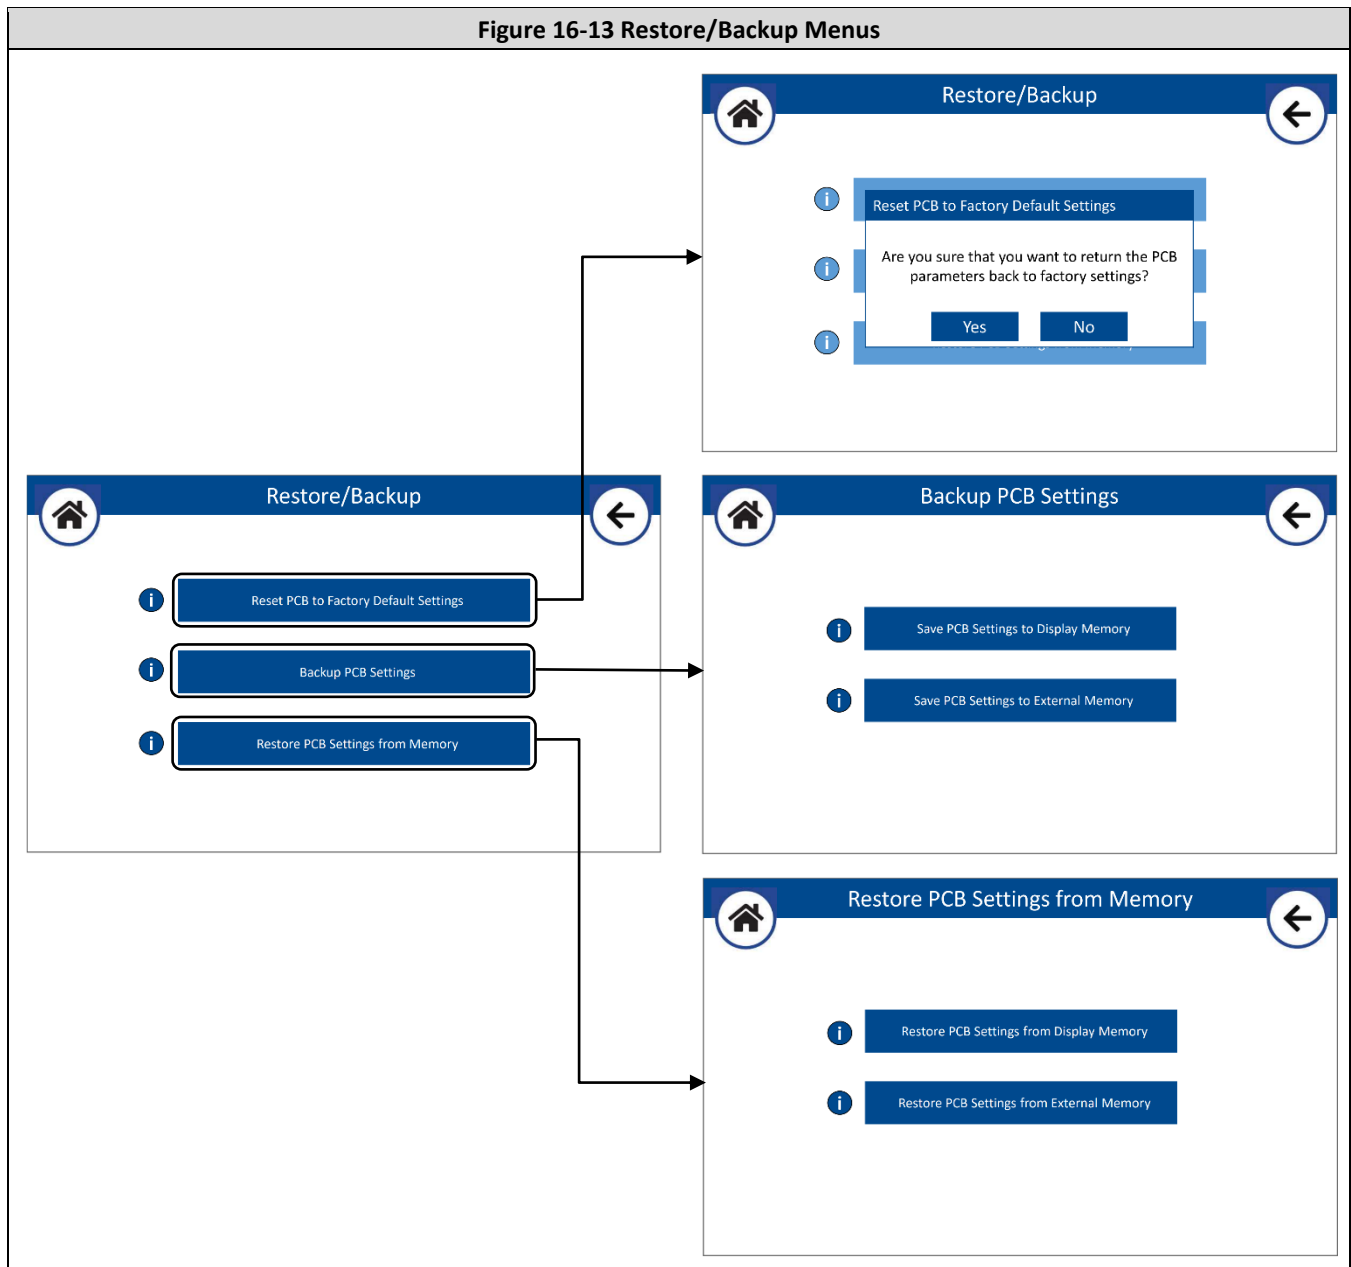 Figure 16-13 Restore/Backup Menus
Restore/Backup
Reset PCB to Factory Default Settings
Are you sure that you want to return the PCB
parameters back to factory settings?
Yes No
Restore/Backup
Reset PCB to Factory Default Settings
Backup PCB Settings
Restore PCB Settings from Memory
Backup PCB Settings
Save PCB Settings to Display Memory
Save PCB Settings to External Memory
Restore PCB Settings from Memory
Restore PCB Settings from Display Memory
Restore PCB Settings from External Memory